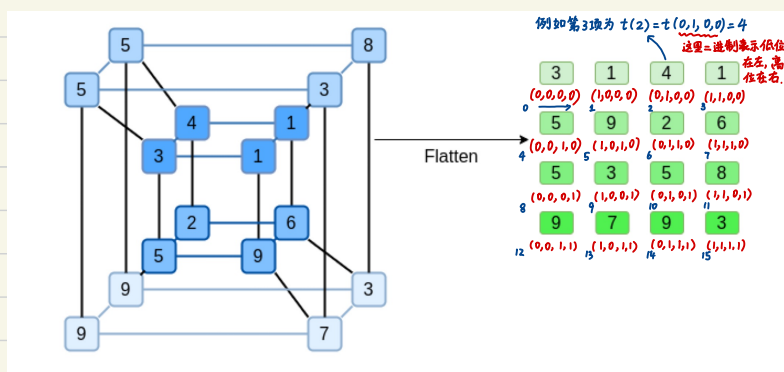 例如第3项为 t(2)=t(0,1,0,0)=4
这里二进制表示低位
在左,高
位在右.
5 8
5 3
4 1
3 1
2 6
5 9
9 3
9 7
Flatten
3 1 4 1
(0,0,0,0) (1,0,0,0) (0,1,0,0) (1,1,0,0)
0 1 2 3
5 9 2 6
4 (0,0,1,0) 5 (1,0,1,0) 6 (0,1,1,0) 7 (1,1,1,0)
5 3 5 8
(0,0,0,1) (1,0,0,1) (0,1,0,1) (1,1,0,1)
8 9 10 11
9 7 9 3
12 (0,0,1,1) 13 (1,0,1,1) 14 (0,1,1,1) 15 (1,1,1,1)